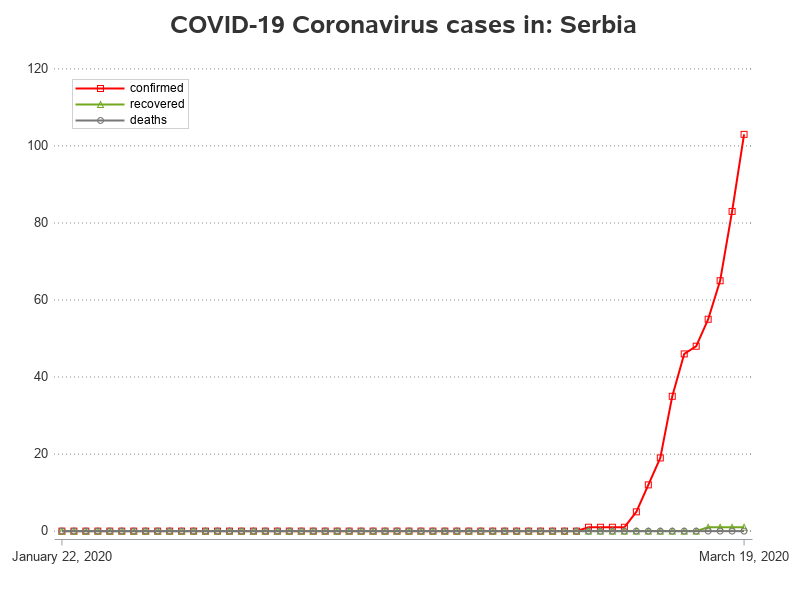 COVID-19 Coronavirus cases in: Serbia
120
confirmed
recovered
deaths
100
80
60
40
20
0
January 22, 2020
March 19, 2020